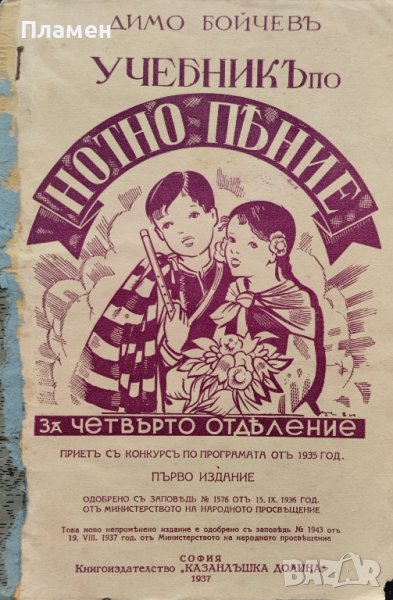 Пламен
ДИМО БОЙЧЕВЪ
УЧЕБНИКЪ ПО
НОТНО ПѢНИЕ
ЗА ЧЕТВЪРТО ОТДѢЛЕНИЕ
ПРИЕТЪ СЪ КОНКУРСЪ ПО ПРОГРАМАТА ОТЪ 1935 ГОД.
ПЪРВО ИЗДАНИЕ
ОДОБРЕНО СЪ ЗАПОВѢДЬ № 1576 ОТЪ 15. IX. 1936 ГОД.
ОТЪ МИНИСТЕРСТВОТО НА НАРОДНОТО ПРОСВѢЩЕНИЕ
Това ново непромѣнено издание е одобрено съ заповѣдь № 1943 отъ
19. VIII. 1937 год. отъ Министерството на народното просвѣщение
СОФИЯ
Книгоиздателство „КАЗАНЛЪШКА ДОЛИНА“
1937
BAZAR